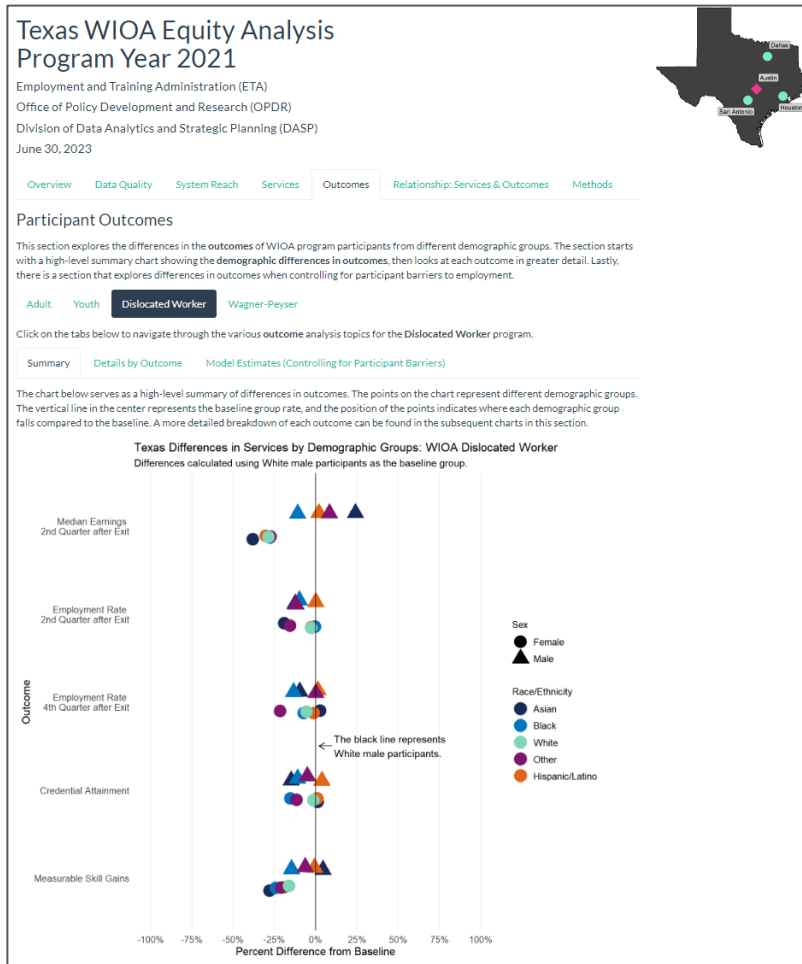 Texas WIOA Equity Analysis
Program Year 2021
Employment and Training Administration (ETA)
Office of Policy Development and Research (OPDR)
Division of Data Analytics and Strategic Planning (DASP)
June 30, 2023
Dallas
Austin
San Antonio
Houston
Overview Data Quality System Reach Services Outcomes Relationship: Services & Outcomes Methods
Participant Outcomes
This section explores the differences in the outcomes of WIOA program participants from different demographic groups. The section starts
with a high-level summary chart showing the demographic differences in outcomes, then looks at each outcome in greater detail. Lastly,
there is a section that explores differences in outcomes when controlling for participant barriers to employment.
Adult Youth Dislocated Worker Wagner-Peyser
Click on the tabs below to navigate through the various outcome analysis topics for the Dislocated Worker program.
Summary Details by Outcome Model Estimates (Controlling for Participant Barriers)
The chart below serves as a high-level summary of differences in outcomes. The points on the chart represent different demographic groups.
The vertical line in the center represents the baseline group rate, and the position of the points indicates where each demographic group
falls compared to the baseline. A more detailed breakdown of each outcome can be found in the subsequent charts in this section.
Texas Differences in Services by Demographic Groups: WIOA Dislocated Worker
Differences calculated using White male participants as the baseline group.
Outcome
Median Earnings
2nd Quarter after Exit
Employment Rate
2nd Quarter after Exit
Employment Rate
4th Quarter after Exit
Credential Attainment
Measurable Skill Gains
The black line represents
White male participants.
Sex
Female
Male
Race/Ethnicity
Asian
Black
White
Other
Hispanic/Latino
-100% -75% -50% -25% 0% 25% 50% 75% 100%
Percent Difference from Baseline